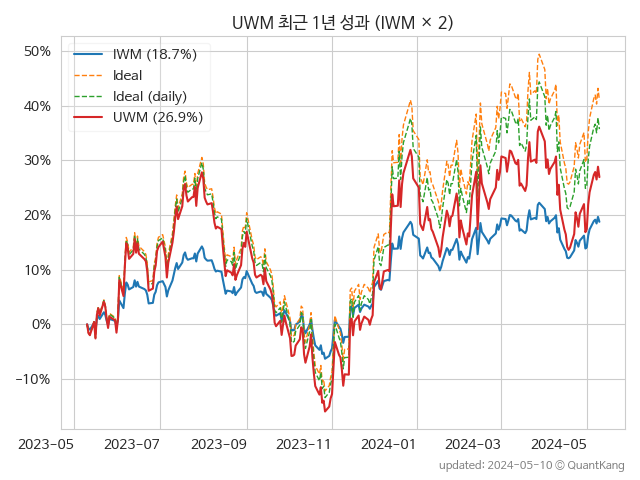 UWM 최근 1년 성과 (IWM × 2)
IWM (18.7%)
Ideal
Ideal (daily)
UWM (26.9%)
50%
40%
30%
20%
10%
0%
−10%
2023-05
2023-07
2023-09
2023-11
2024-01
2024-03
2024-05
updated: 2024-05-10 © QuantKang